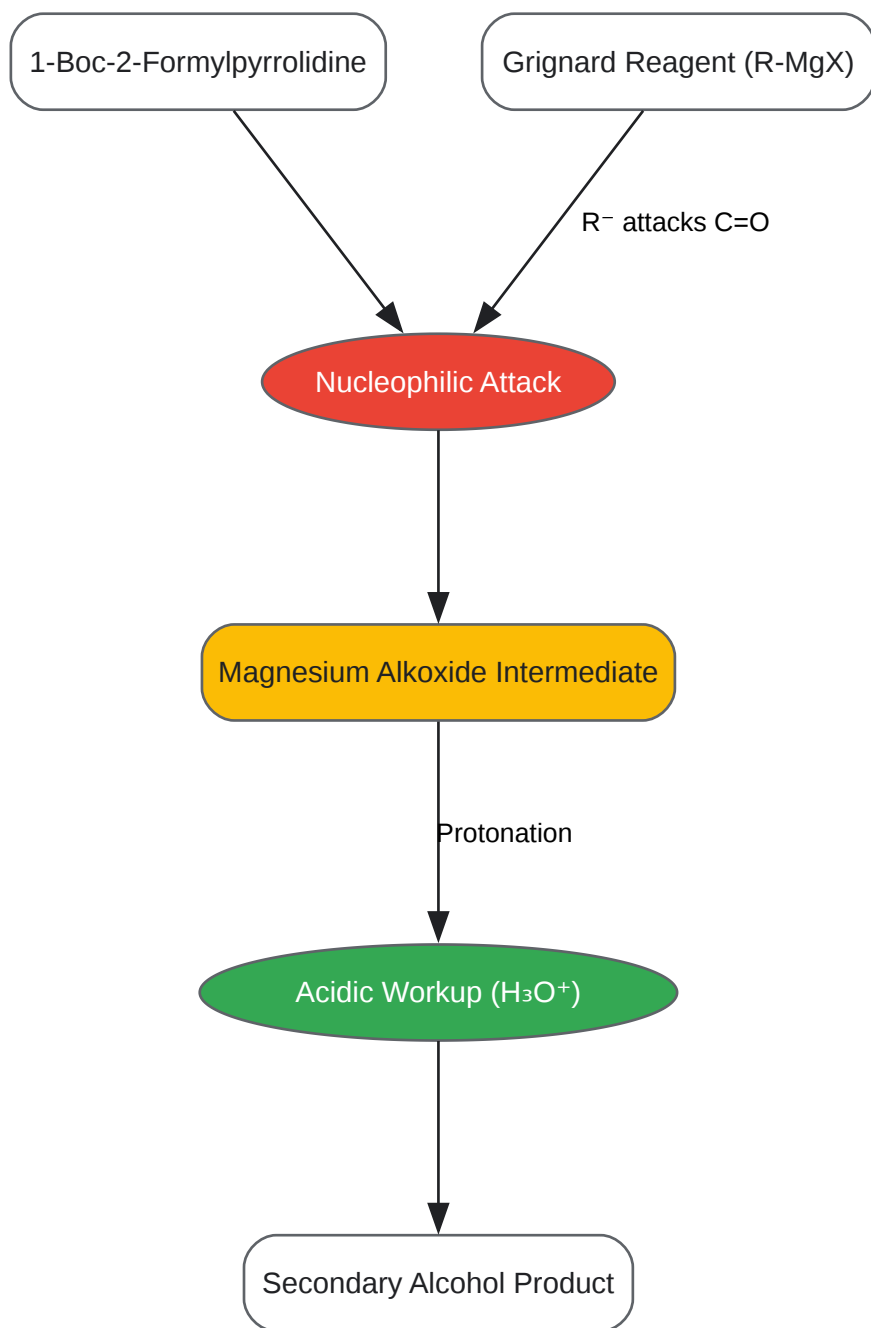 1-Boc-2-Formylpyrrolidine
Grignard Reagent (R-MgX)
R⁻ attacks C=O
Nucleophilic Attack
Magnesium Alkoxide Intermediate
Protonation
Acidic Workup (H₃O⁺)
Secondary Alcohol Product